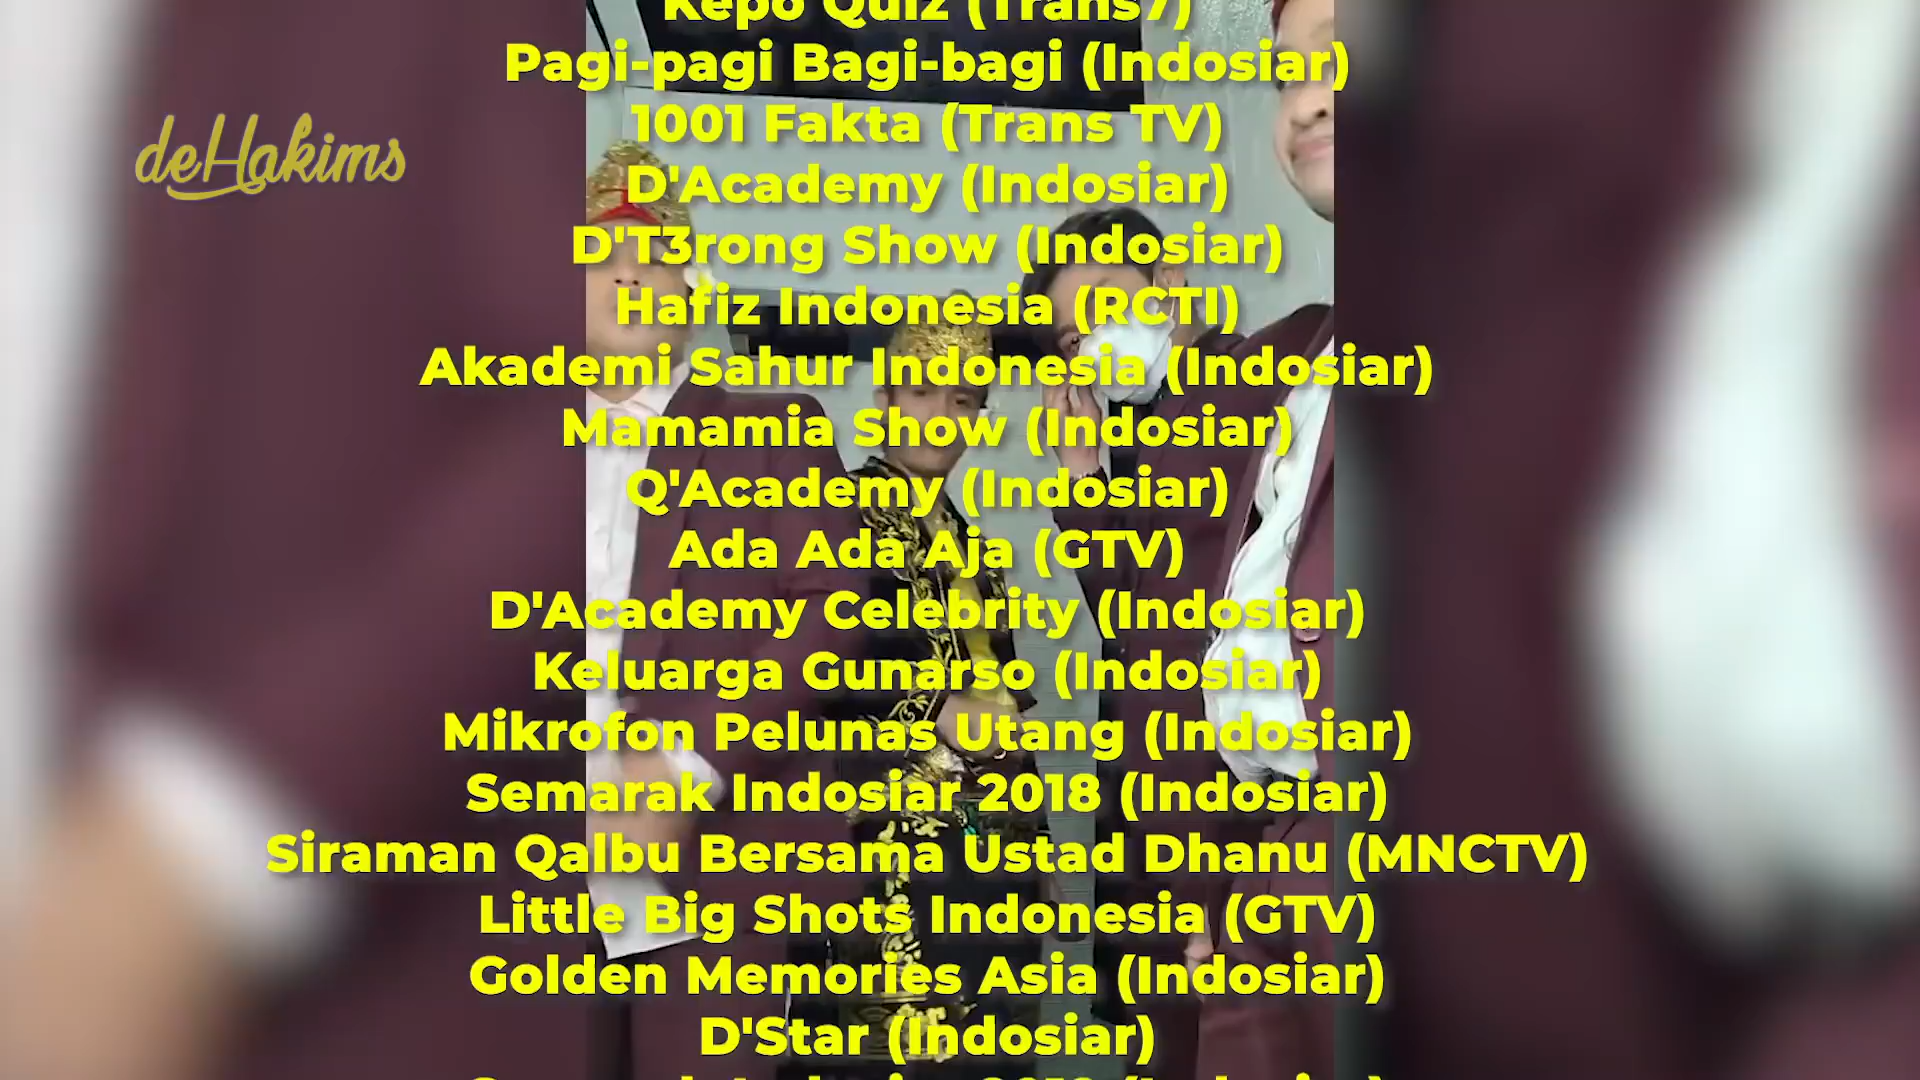 Kepo Quiz (Trans7)
Pagi-pagi Bagi-bagi (Indosiar)
1001 Fakta (Trans TV)
deHakims
D'Academy (Indosiar)
D'T3rong Show (Indosiar)
Hafiz Indonesia (RCTI)
Akademi Sahur Indonesia (Indosiar)
Mamamia Show (Indosiar)
Q'Academy (Indosiar)
Ada Ada Aja (GTV)
D'Academy Celebrity (Indosiar)
Keluarga Gunarso (Indosiar)
Mikrofon Pelunas Utang (Indosiar)
Semarak Indosiar 2018 (Indosiar)
Siraman Qalbu Bersama Ustad Dhanu (MNCTV)
Little Big Shots Indonesia (GTV)
Golden Memories Asia (Indosiar)
D'Star (Indosiar)